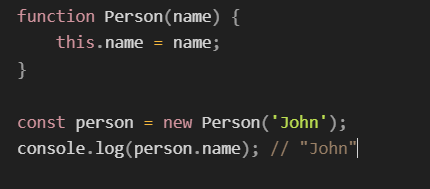 function Person(name) {
    this.name = name;
}

const person = new Person('John');
console.log(person.name); // "John"